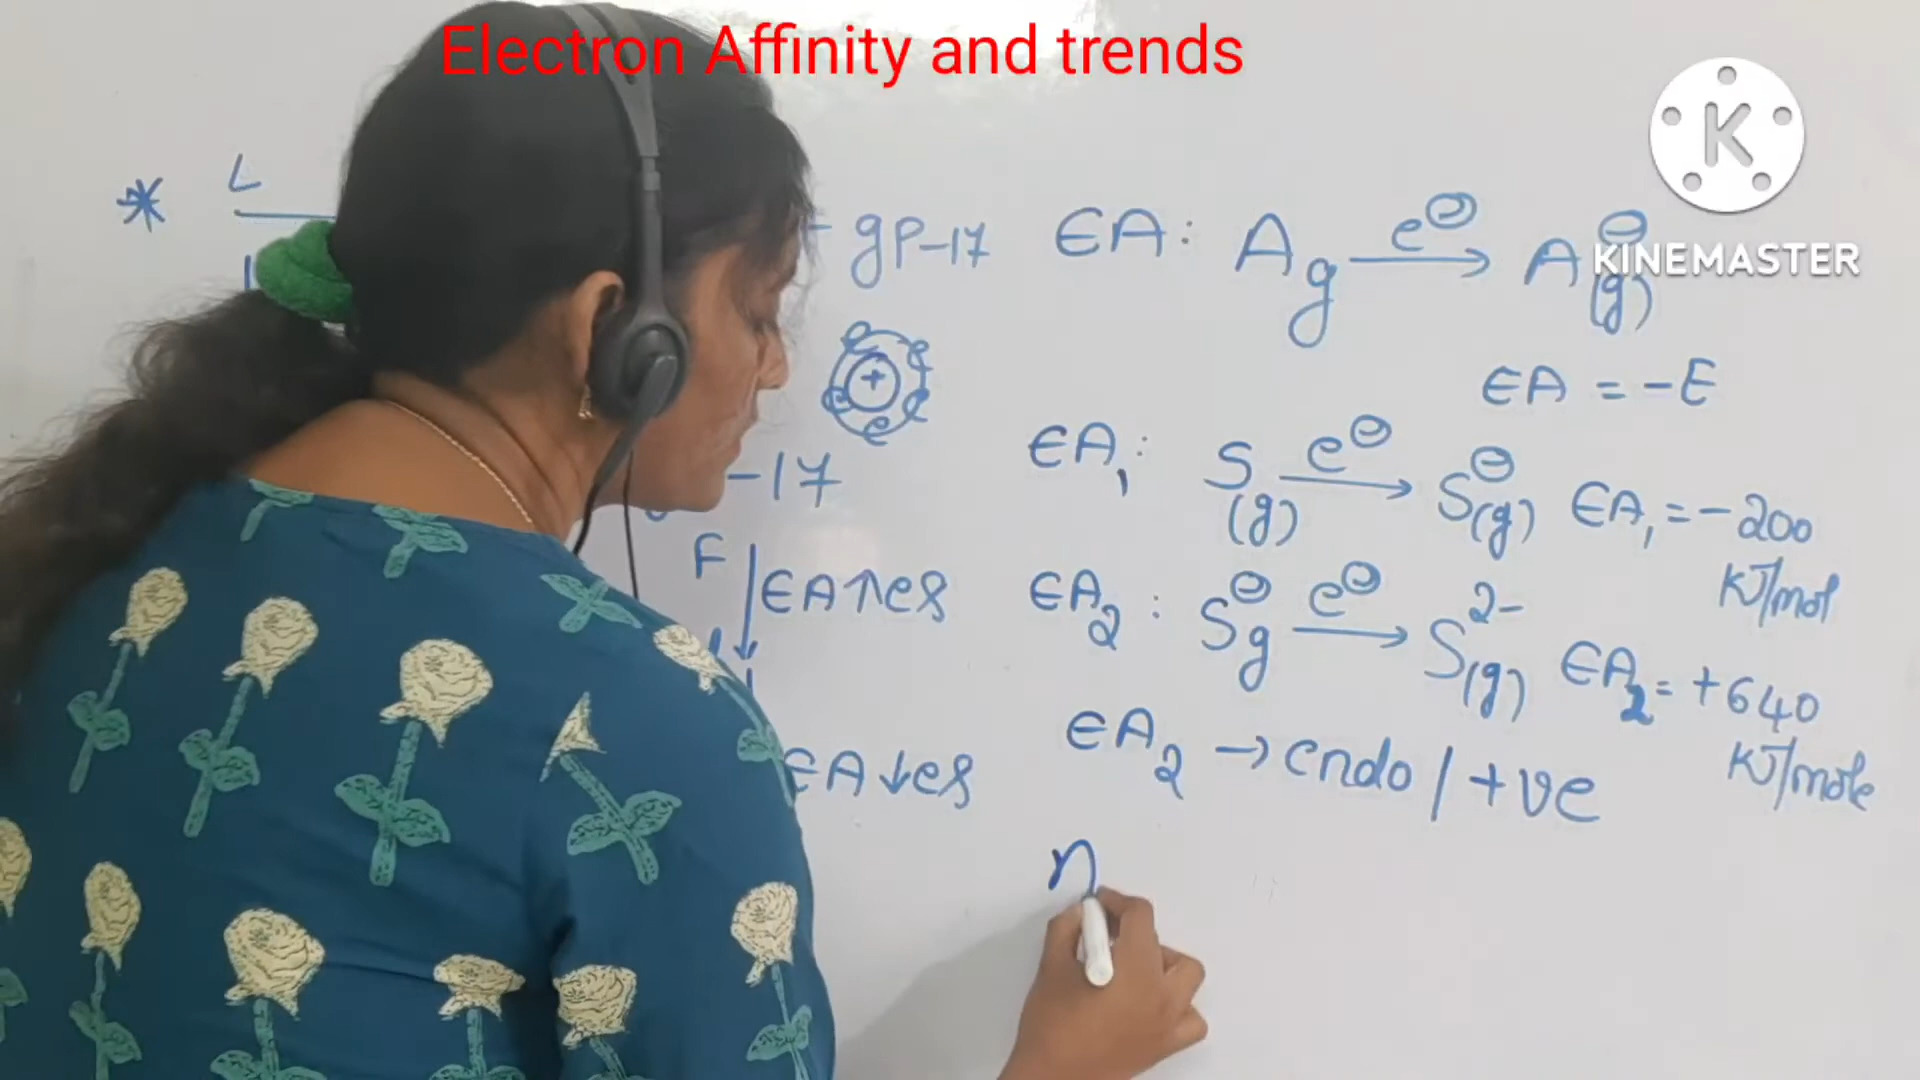 Electron Affinity and trends
K
KINEMASTER
* L
- gp-17
EA: A g e⊖ → A⊖ (g)
e e e e e +
EA = -E
-17
EA₁: S (g) e⊖ → S⊖ (g) EA₁ = -200 KJ/mol
F ↓ EA↑es
EA₂: S⊖ g e⊖ → S²⁻ (g) EA₂ = +640 KJ/mole
EA↓es
EA₂ → endo / +ve
n